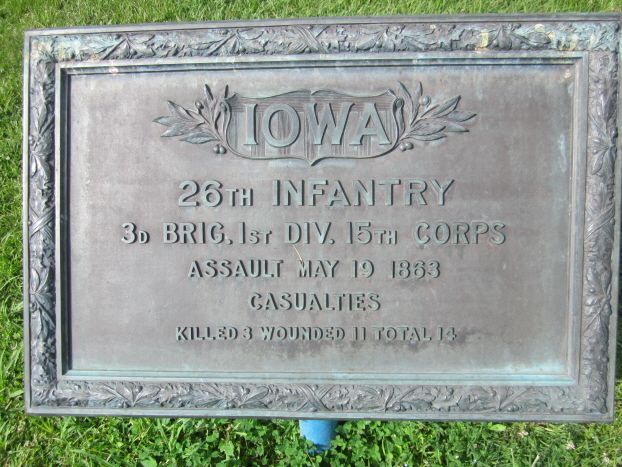 IOWA
26TH INFANTRY
3D BRIG. 1ST DIV. 15TH CORPS
ASSAULT MAY 19 1863
CASUALTIES
KILLED 3 WOUNDED 11 TOTAL 14